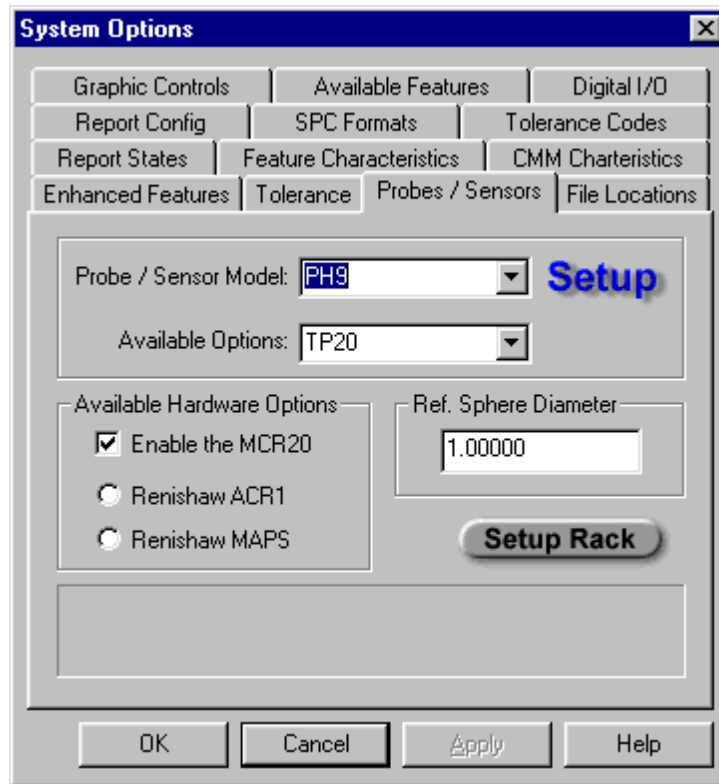 System Options
Graphic Controls Available Features Digital I/O
Report Config SPC Formats Tolerance Codes
Report States Feature Characteristics CMM Charteristics
Enhanced Features Tolerance Probes / Sensors File Locations
Probe / Sensor Model: PH9 Setup
Available Options: TP20
Available Hardware Options Ref. Sphere Diameter
Enable the MCR20 1.00000
Renishaw ACR1
Renishaw MAPS Setup Rack
OK Cancel Apply Help